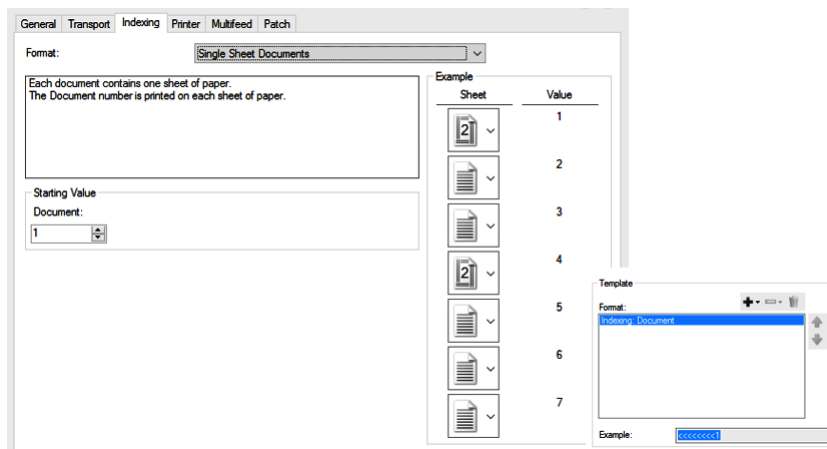 General Transport Indexing Printer Multifeed Patch
Format: Single Sheet Documents
Each document contains one sheet of paper.
The Document number is printed on each sheet of paper.
Starting Value
Document:
1
Example
Sheet Value
2T 1
2
3
2T 4
5
6
7
Template
Format:
Indexing: Document
Example: <<<<<<<<1